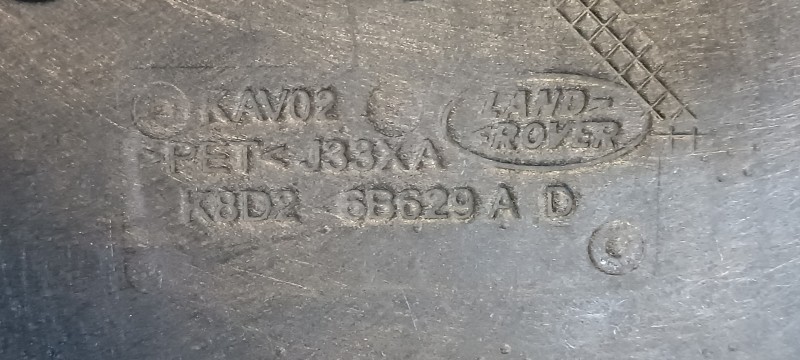 KAV02
LAND-
ROVER
>PET< J33XA
K8D2 6B629 A D